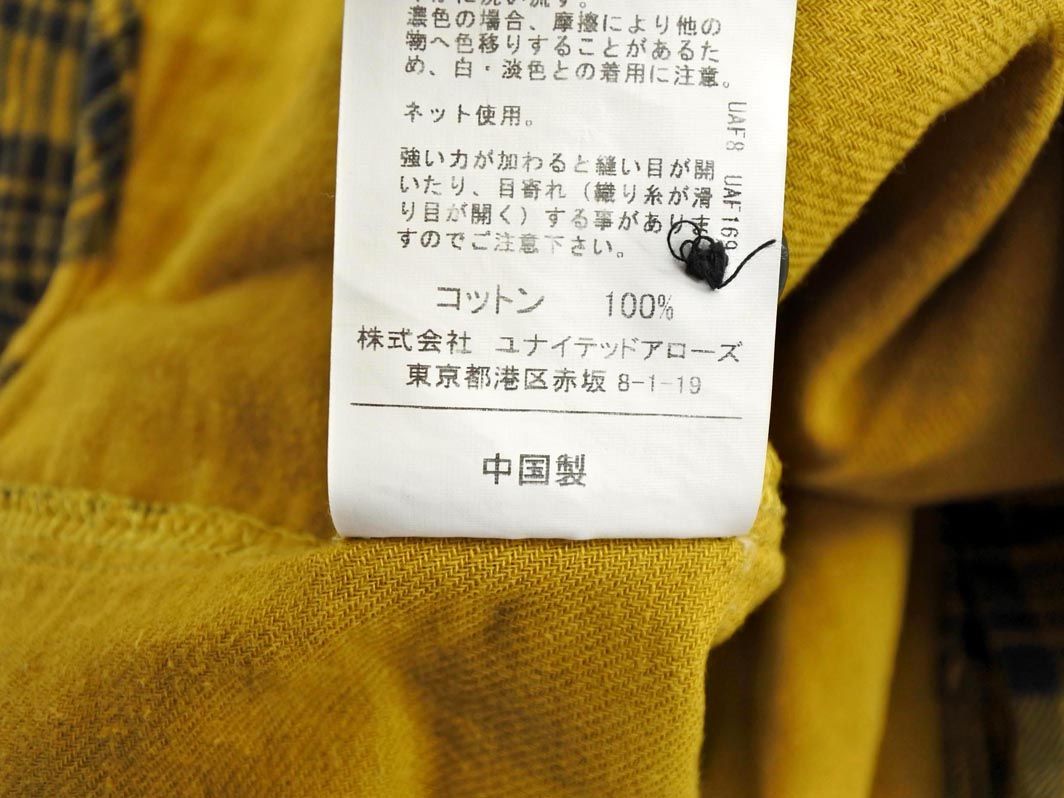 に洗い流す。
濃色の場合、摩擦により他の
物へ色移りすることがあるた
め、白・淡色との着用に注意。
ネット使用。
強い力が加わると縫い目が開
いたり、目寄れ（織り糸が滑
り目が開く）する事がありま
すのでご注意下さい。
UAF8 UAF169
コットン 100%
株式会社 ユナイテッドアローズ
東京都港区赤坂 8-1-19
中国製